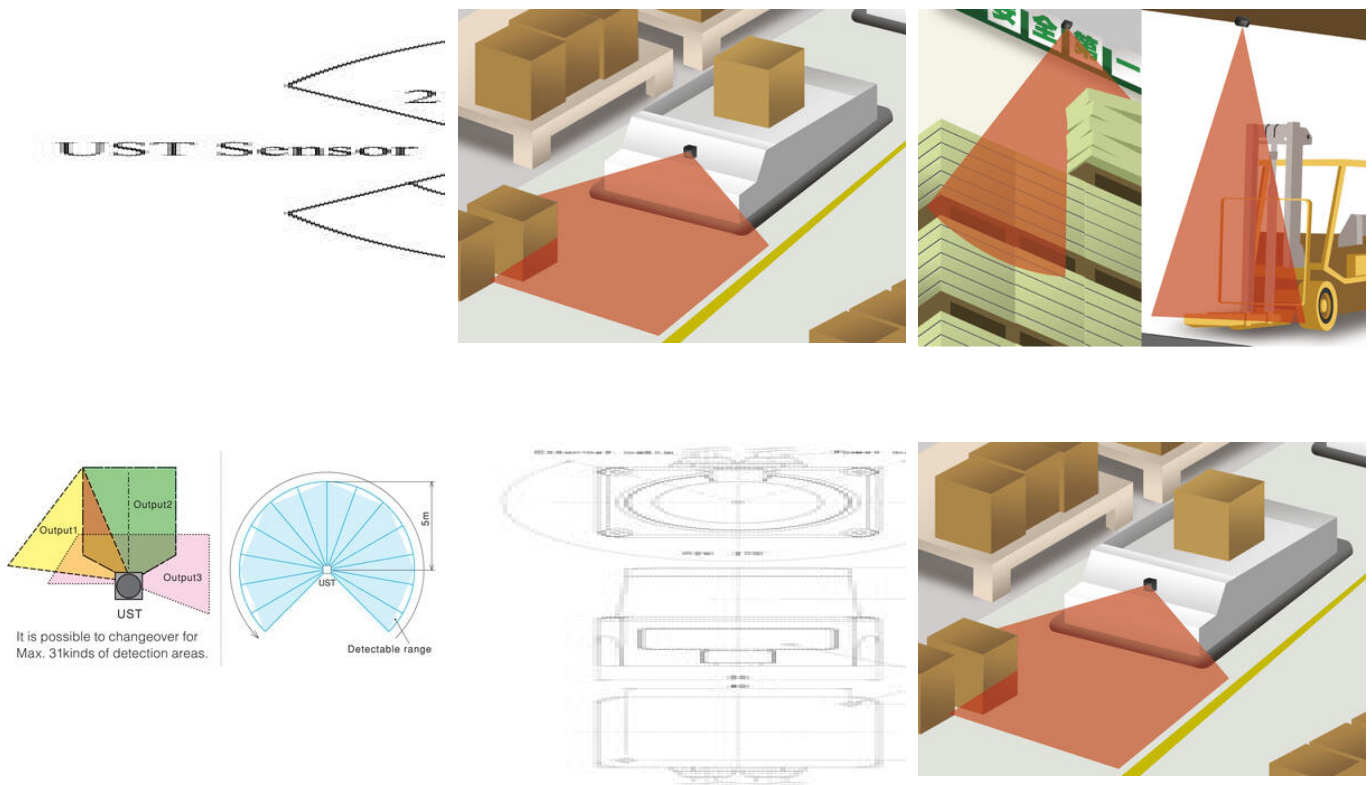 2
UST Sensor
安全第一
Output1
Output2
Output3
UST
It is possible to changeover for
Max. 31kinds of detection areas.
5m
UST
Detectable range